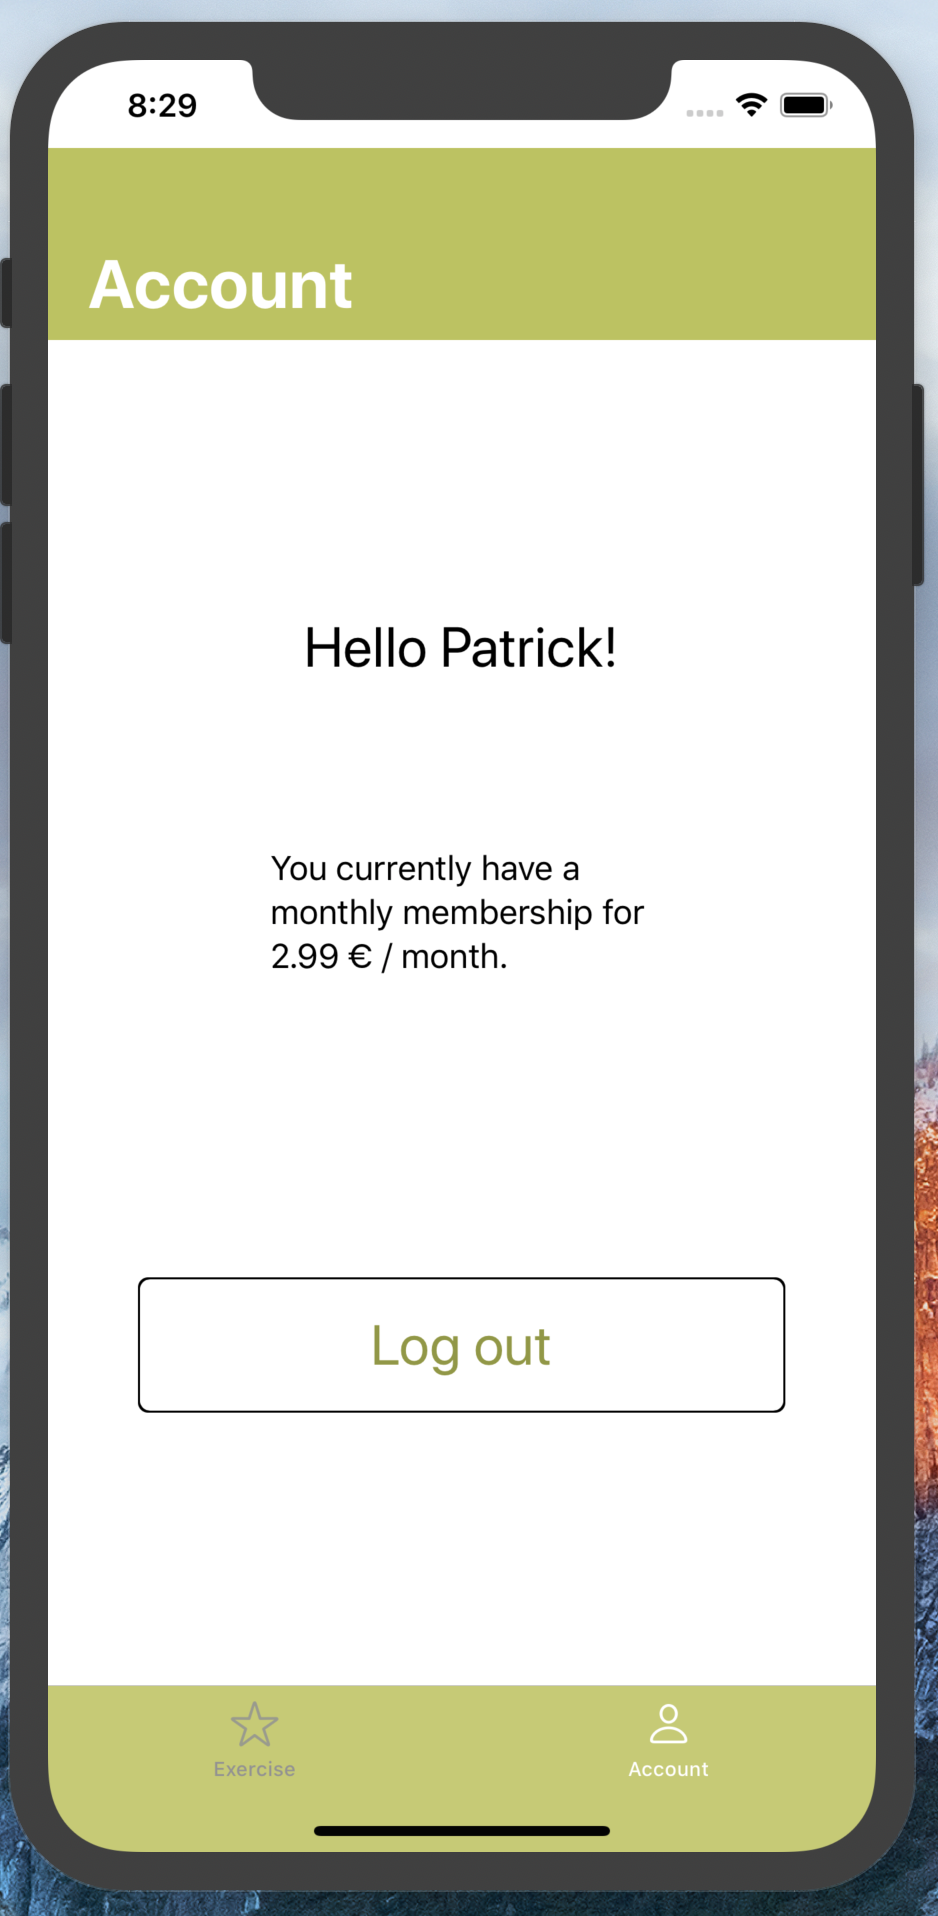 8:29
Account
Hello Patrick!
You currently have a
monthly membership for
2.99 € / month.
Log out
Exercise
Account